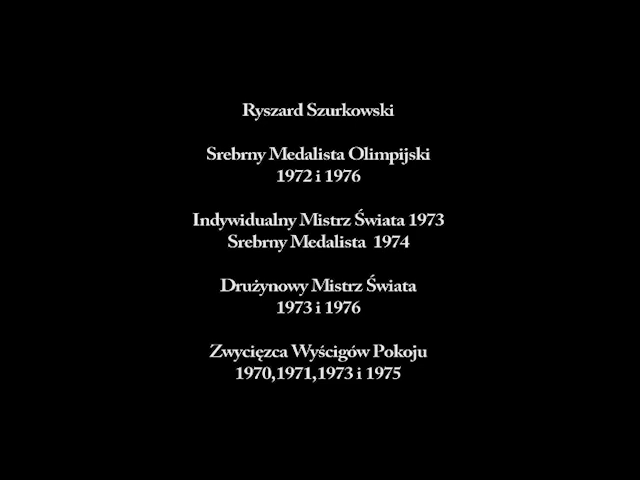 Ryszard Szurkowski
Srebrny Medalista Olimpijski
1972 i 1976
Indywidualny Mistrz Świata 1973
Srebrny Medalista  1974
Drużynowy Mistrz Świata
1973 i 1976
Zwycięzca Wyścigów Pokoju
1970,1971,1973 i 1975